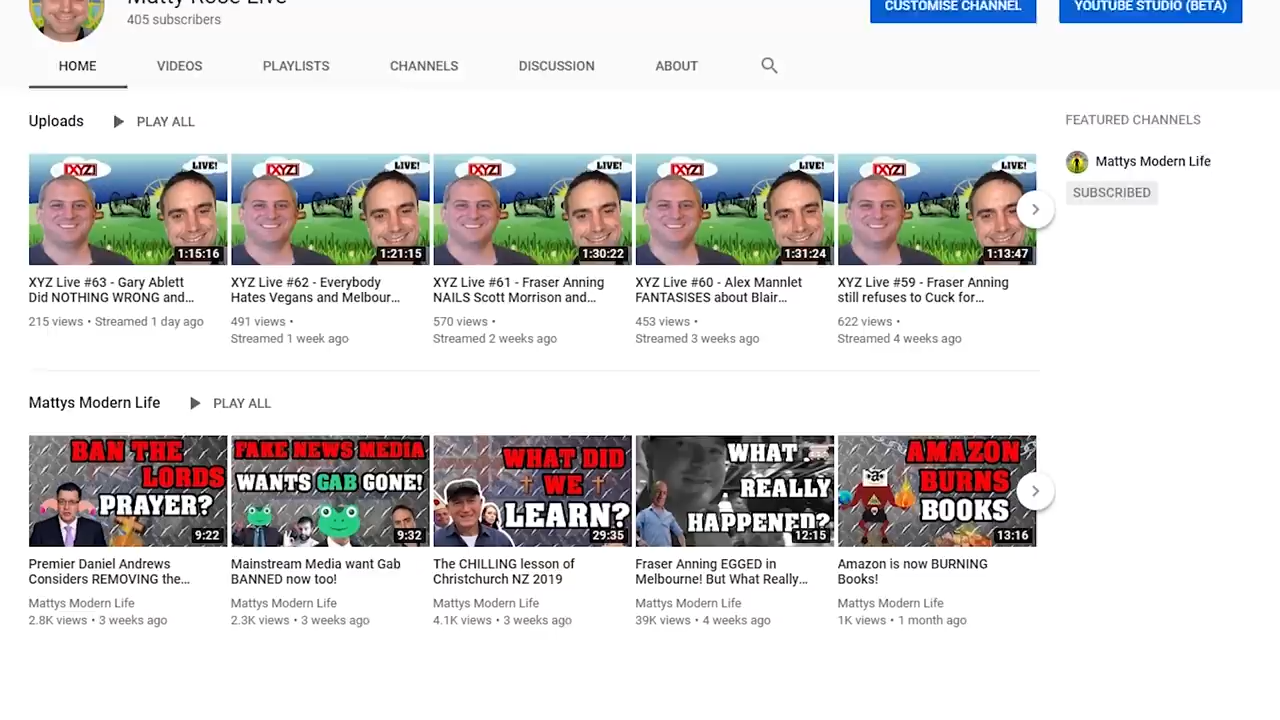 Matty Rose Live
405 subscribers
CUSTOMISE CHANNEL
YOUTUBE STUDIO (BETA)
HOME
VIDEOS
PLAYLISTS
CHANNELS
DISCUSSION
ABOUT
Uploads
PLAY ALL
FEATURED CHANNELS
Mattys Modern Life
SUBSCRIBED
[XYZ]
LIVE!
1:15:16
[XYZ]
LIVE!
1:21:15
[XYZ]
LIVE!
1:30:22
[XYZ]
LIVE!
1:31:24
[XYZ]
LIVE!
1:13:47
XYZ Live #63 - Gary Ablett
Did NOTHING WRONG and...
215 views • Streamed 1 day ago
XYZ Live #62 - Everybody
Hates Vegans and Melbour...
491 views •
Streamed 1 week ago
XYZ Live #61 - Fraser Anning
NAILS Scott Morrison and...
570 views •
Streamed 2 weeks ago
XYZ Live #60 - Alex Mannlet
FANTASISES about Blair...
453 views •
Streamed 3 weeks ago
XYZ Live #59 - Fraser Anning
still refuses to Cuck for...
622 views •
Streamed 4 weeks ago
Mattys Modern Life
PLAY ALL
BAN THE
LORDS
PRAYER?
9:22
FAKE NEWS MEDIA
WANTS GAB GONE!
9:32
WHAT DID
WE
LEARN?
29:35
WHAT
REALLY
HAPPENED?
12:15
AMAZON
BURNS
BOOKS
13:16
Premier Daniel Andrews
Considers REMOVING the...
Mattys Modern Life
2.8K views • 3 weeks ago
Mainstream Media want Gab
BANNED now too!
Mattys Modern Life
2.3K views • 3 weeks ago
The CHILLING lesson of
Christchurch NZ 2019
Mattys Modern Life
4.1K views • 3 weeks ago
Fraser Anning EGGED in
Melbourne! But What Really...
Mattys Modern Life
39K views • 4 weeks ago
Amazon is now BURNING
Books!
Mattys Modern Life
1K views • 1 month ago